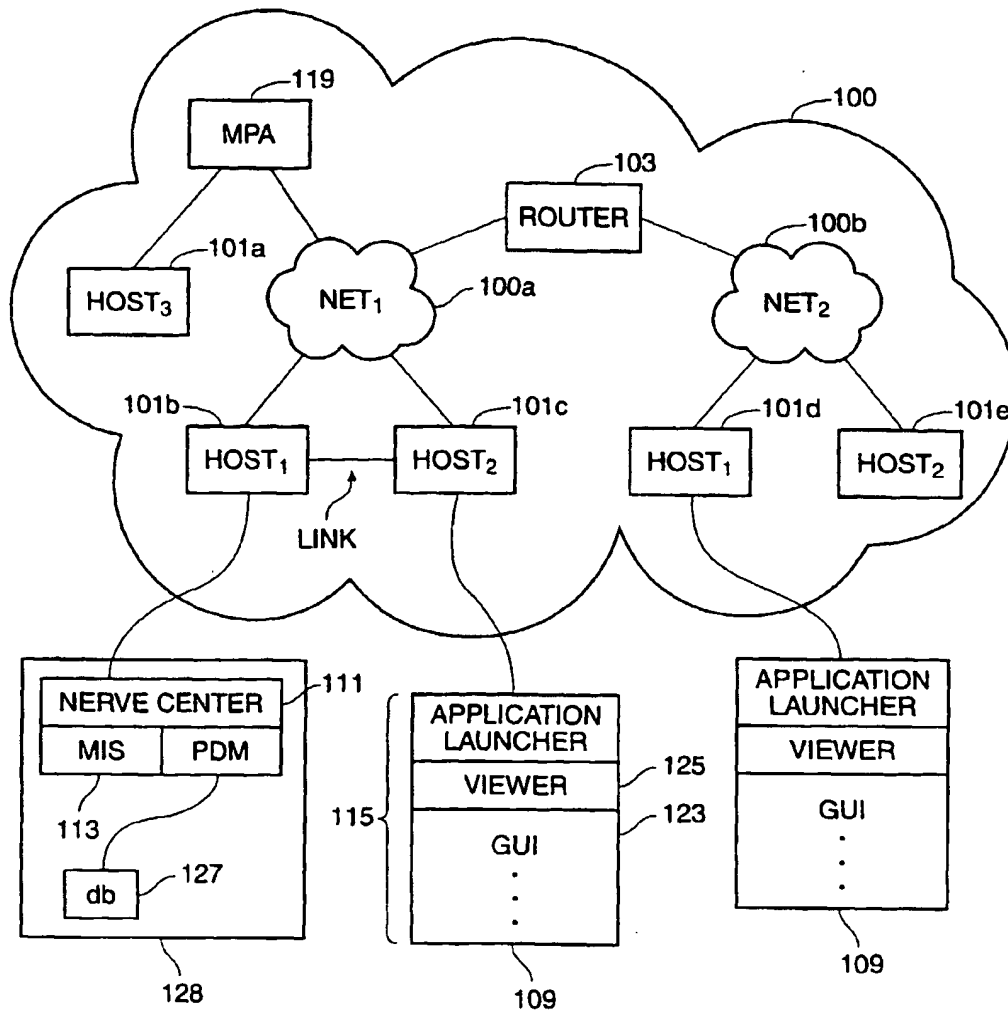 119
MPA
100
103
ROUTER
100b
101a
HOST3
NET1
100a
NET2
101b
101c
101d
101e
HOST1
HOST2
HOST1
HOST2
LINK
NERVE CENTER
111
MIS
PDM
113
db
127
128
APPLICATION
LAUNCHER
VIEWER
125
115
123
GUI
109
APPLICATION
LAUNCHER
VIEWER
GUI
109